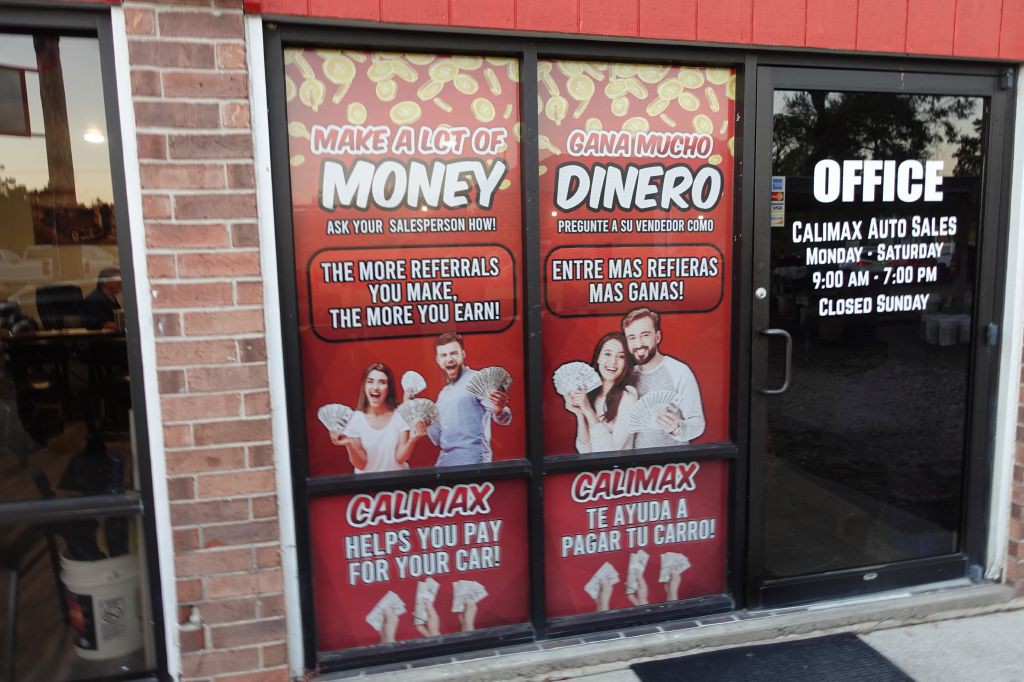 MAKE A LOT OF
MONEY
ASK YOUR SALESPERSON HOW!
THE MORE REFERRALS
YOU MAKE,
THE MORE YOU EARN!
CALIMAX
HELPS YOU PAY
FOR YOUR CAR!
GANA MUCHO
DINERO
PREGUNTE A SU VENDEDOR COMO
ENTRE MAS REFIERAS
MAS GANAS!
CALIMAX
TE AYUDA A
PAGAR TU CARRO!
OFFICE
CALIMAX AUTO SALES
MONDAY - SATURDAY
9:00 AM - 7:00 PM
CLOSED SUNDAY
VISA